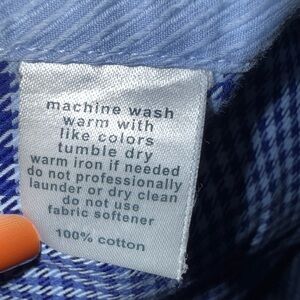 machine wash
warm with
like colors
tumble dry
warm iron if needed
do not professionally
launder or dry clean
do not use
fabric softener
100% cotton